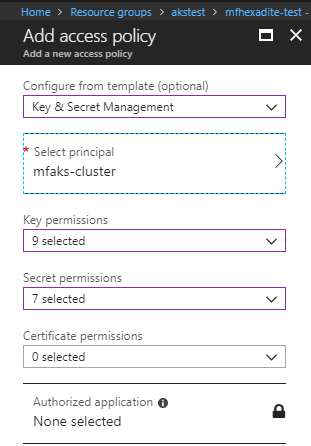 Home > Resource groups > akstest > mfhexadite-test -
Add access policy
Add a new access policy
Configure from template (optional)
Key & Secret Management
* Select principal
mfaks-cluster
Key permissions
9 selected
Secret permissions
7 selected
Certificate permissions
0 selected
Authorized application
None selected